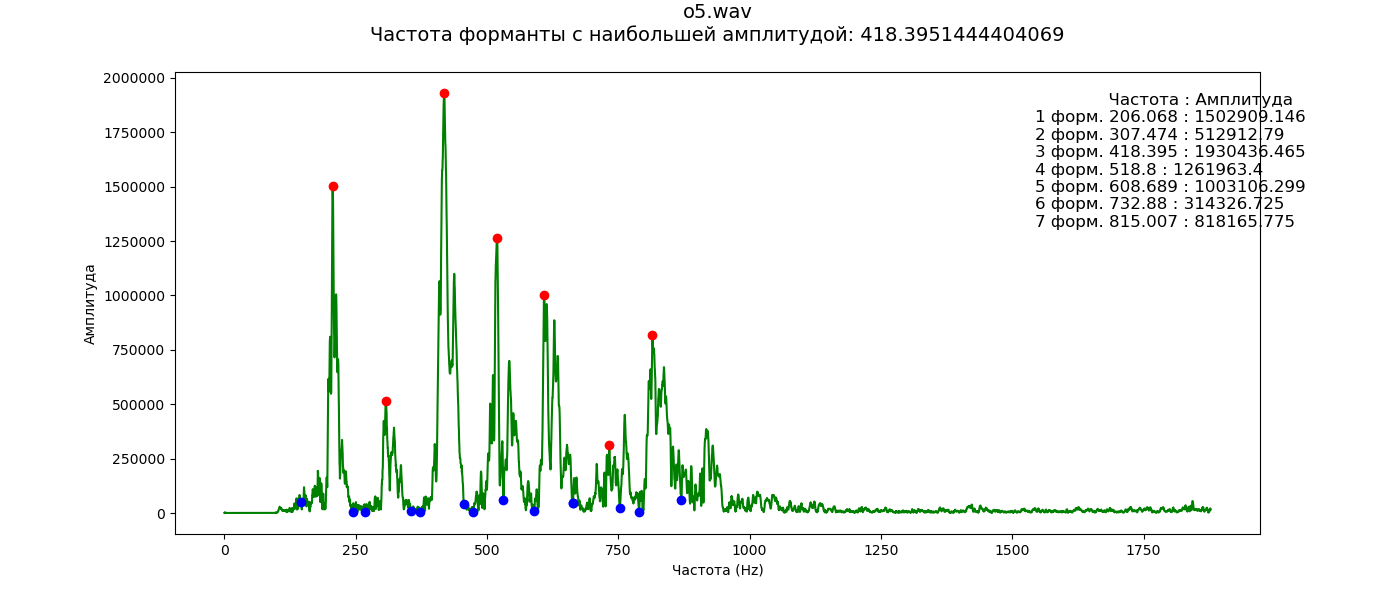 o5.wav
Частота форманты с наибольшей амплитудой: 418.3951444404069
Частота : Амплитуда
1 форм. 206.068 : 1502909.146
2 форм. 307.474 : 512912.79
3 форм. 418.395 : 1930436.465
4 форм. 518.8 : 1261963.4
5 форм. 608.689 : 1003106.299
6 форм. 732.88 : 314326.725
7 форм. 815.007 : 818165.775
2000000
1750000
1500000
1250000
1000000
750000
500000
250000
0
Амплитуда
0 250 500 750 1000 1250 1500 1750
Частота (Hz)